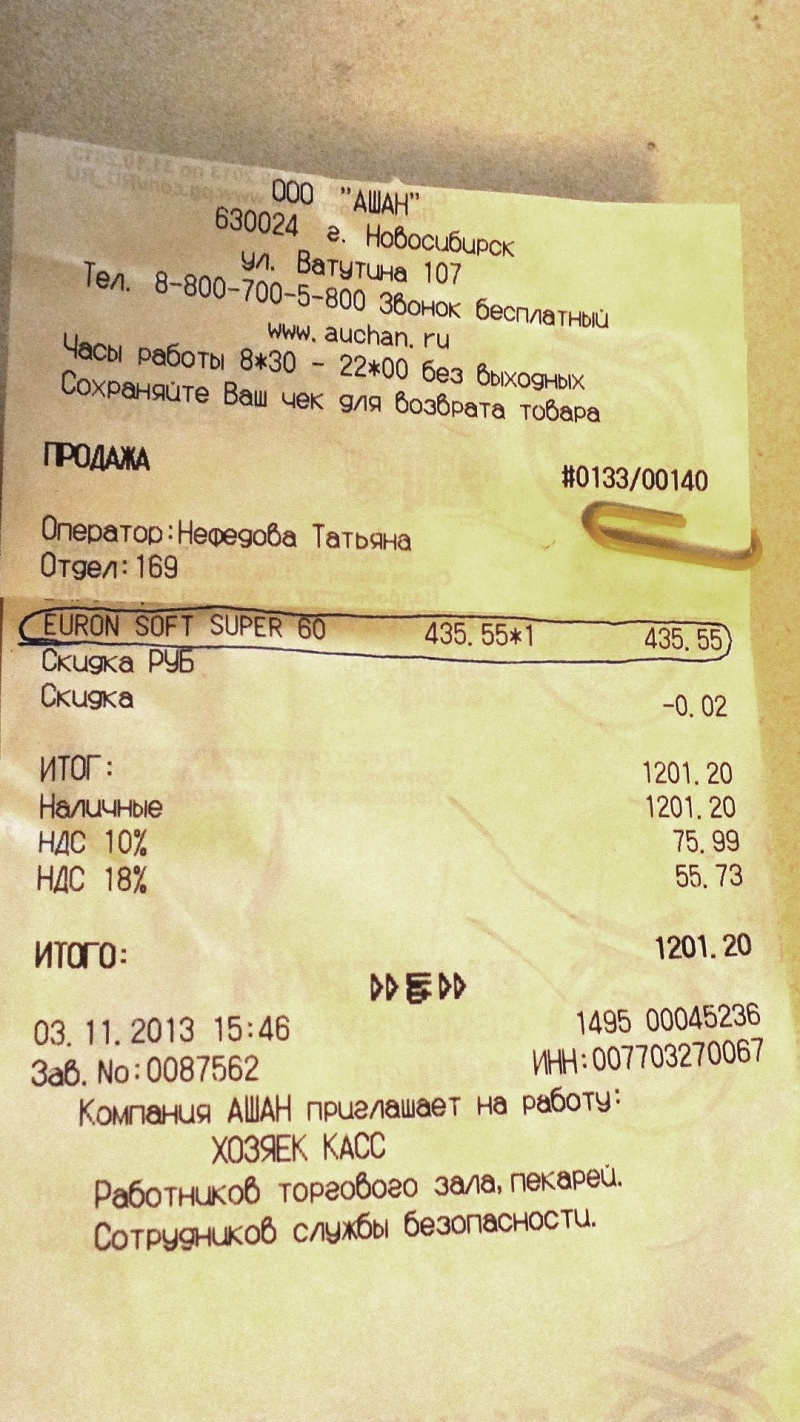 ООО "АШАН"
630024 г. Новосибирск
ул. Ватутина 107
Тел. 8-800-700-5-800 Звонок бесплатный
www.auchan.ru
Часы работы 8*30 - 22*00 без выходных
Сохраняйте Ваш чек для возврата товара
ПРОДАЖА #0133/00140
Оператор:Нефедова Татьяна
Отдел:169
EURON SOFT SUPER 60 435.55*1 435.55
Скидка РУБ
Скидка -0.02
ИТОГ: 1201.20
Наличные 1201.20
НДС 10% 75.99
НДС 18% 55.73
ИТОГО: 1201.20
03.11.2013 15:46 1495 00045236
Зав.No:0087562 ИНН:007703270067
Компания АШАН приглашает на работу:
ХОЗЯЕК КАСС
Работников торгового зала,пекарей.
Сотрудников службы безопасности.